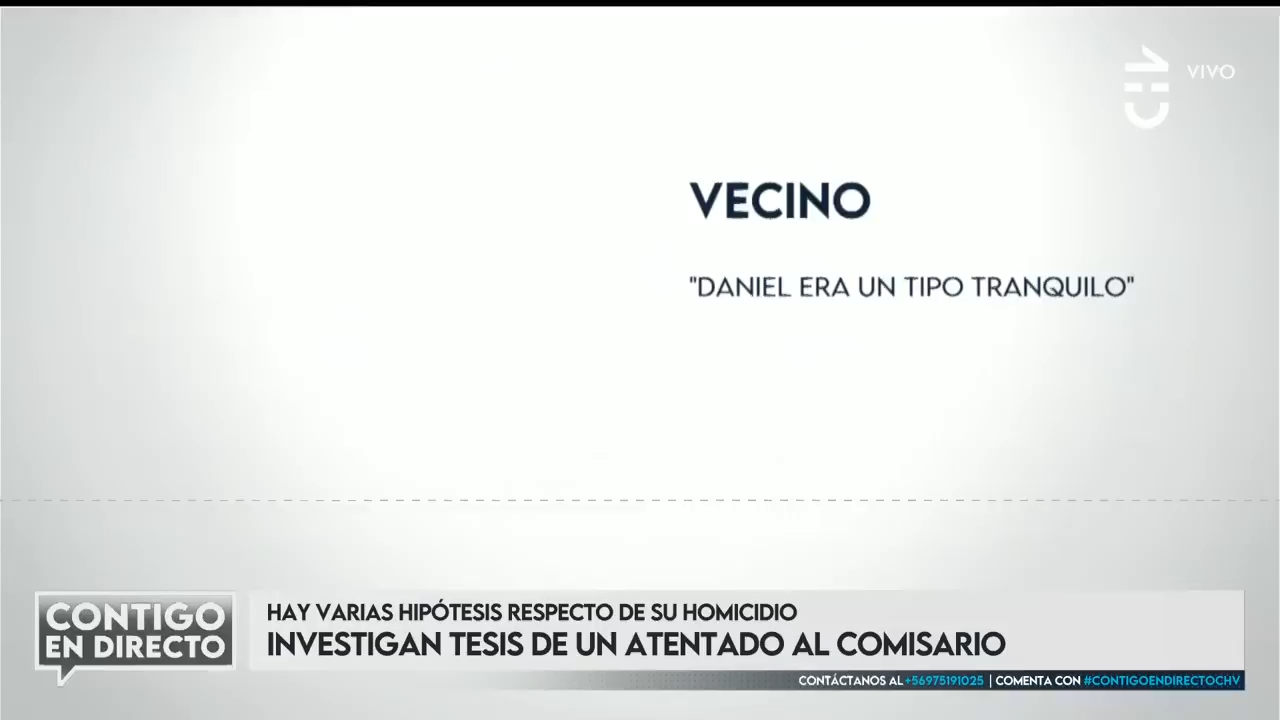 CHV VIVO
VECINO
"DANIEL ERA UN TIPO TRANQUILO"
CONTIGO
EN DIRECTO
HAY VARIAS HIPÓTESIS RESPECTO DE SU HOMICIDIO
INVESTIGAN TESIS DE UN ATENTADO AL COMISARIO
CONTÁCTANOS AL +56975191025 | COMENTA CON #CONTIGOENDIRECTOCHV